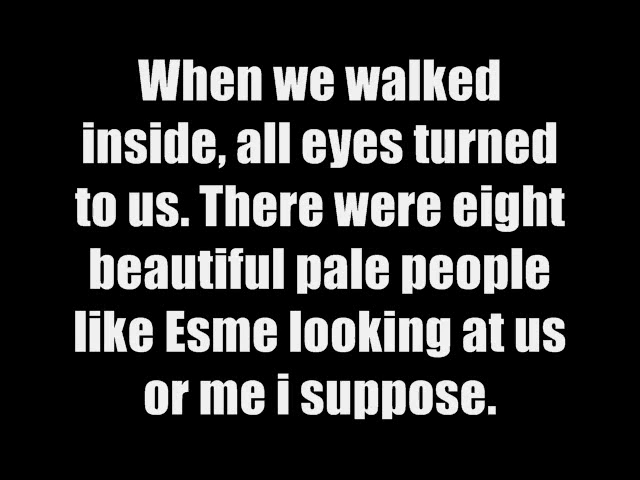 When we walked
inside, all eyes turned
to us. There were eight
beautiful pale people
like Esme looking at us
or me i suppose.